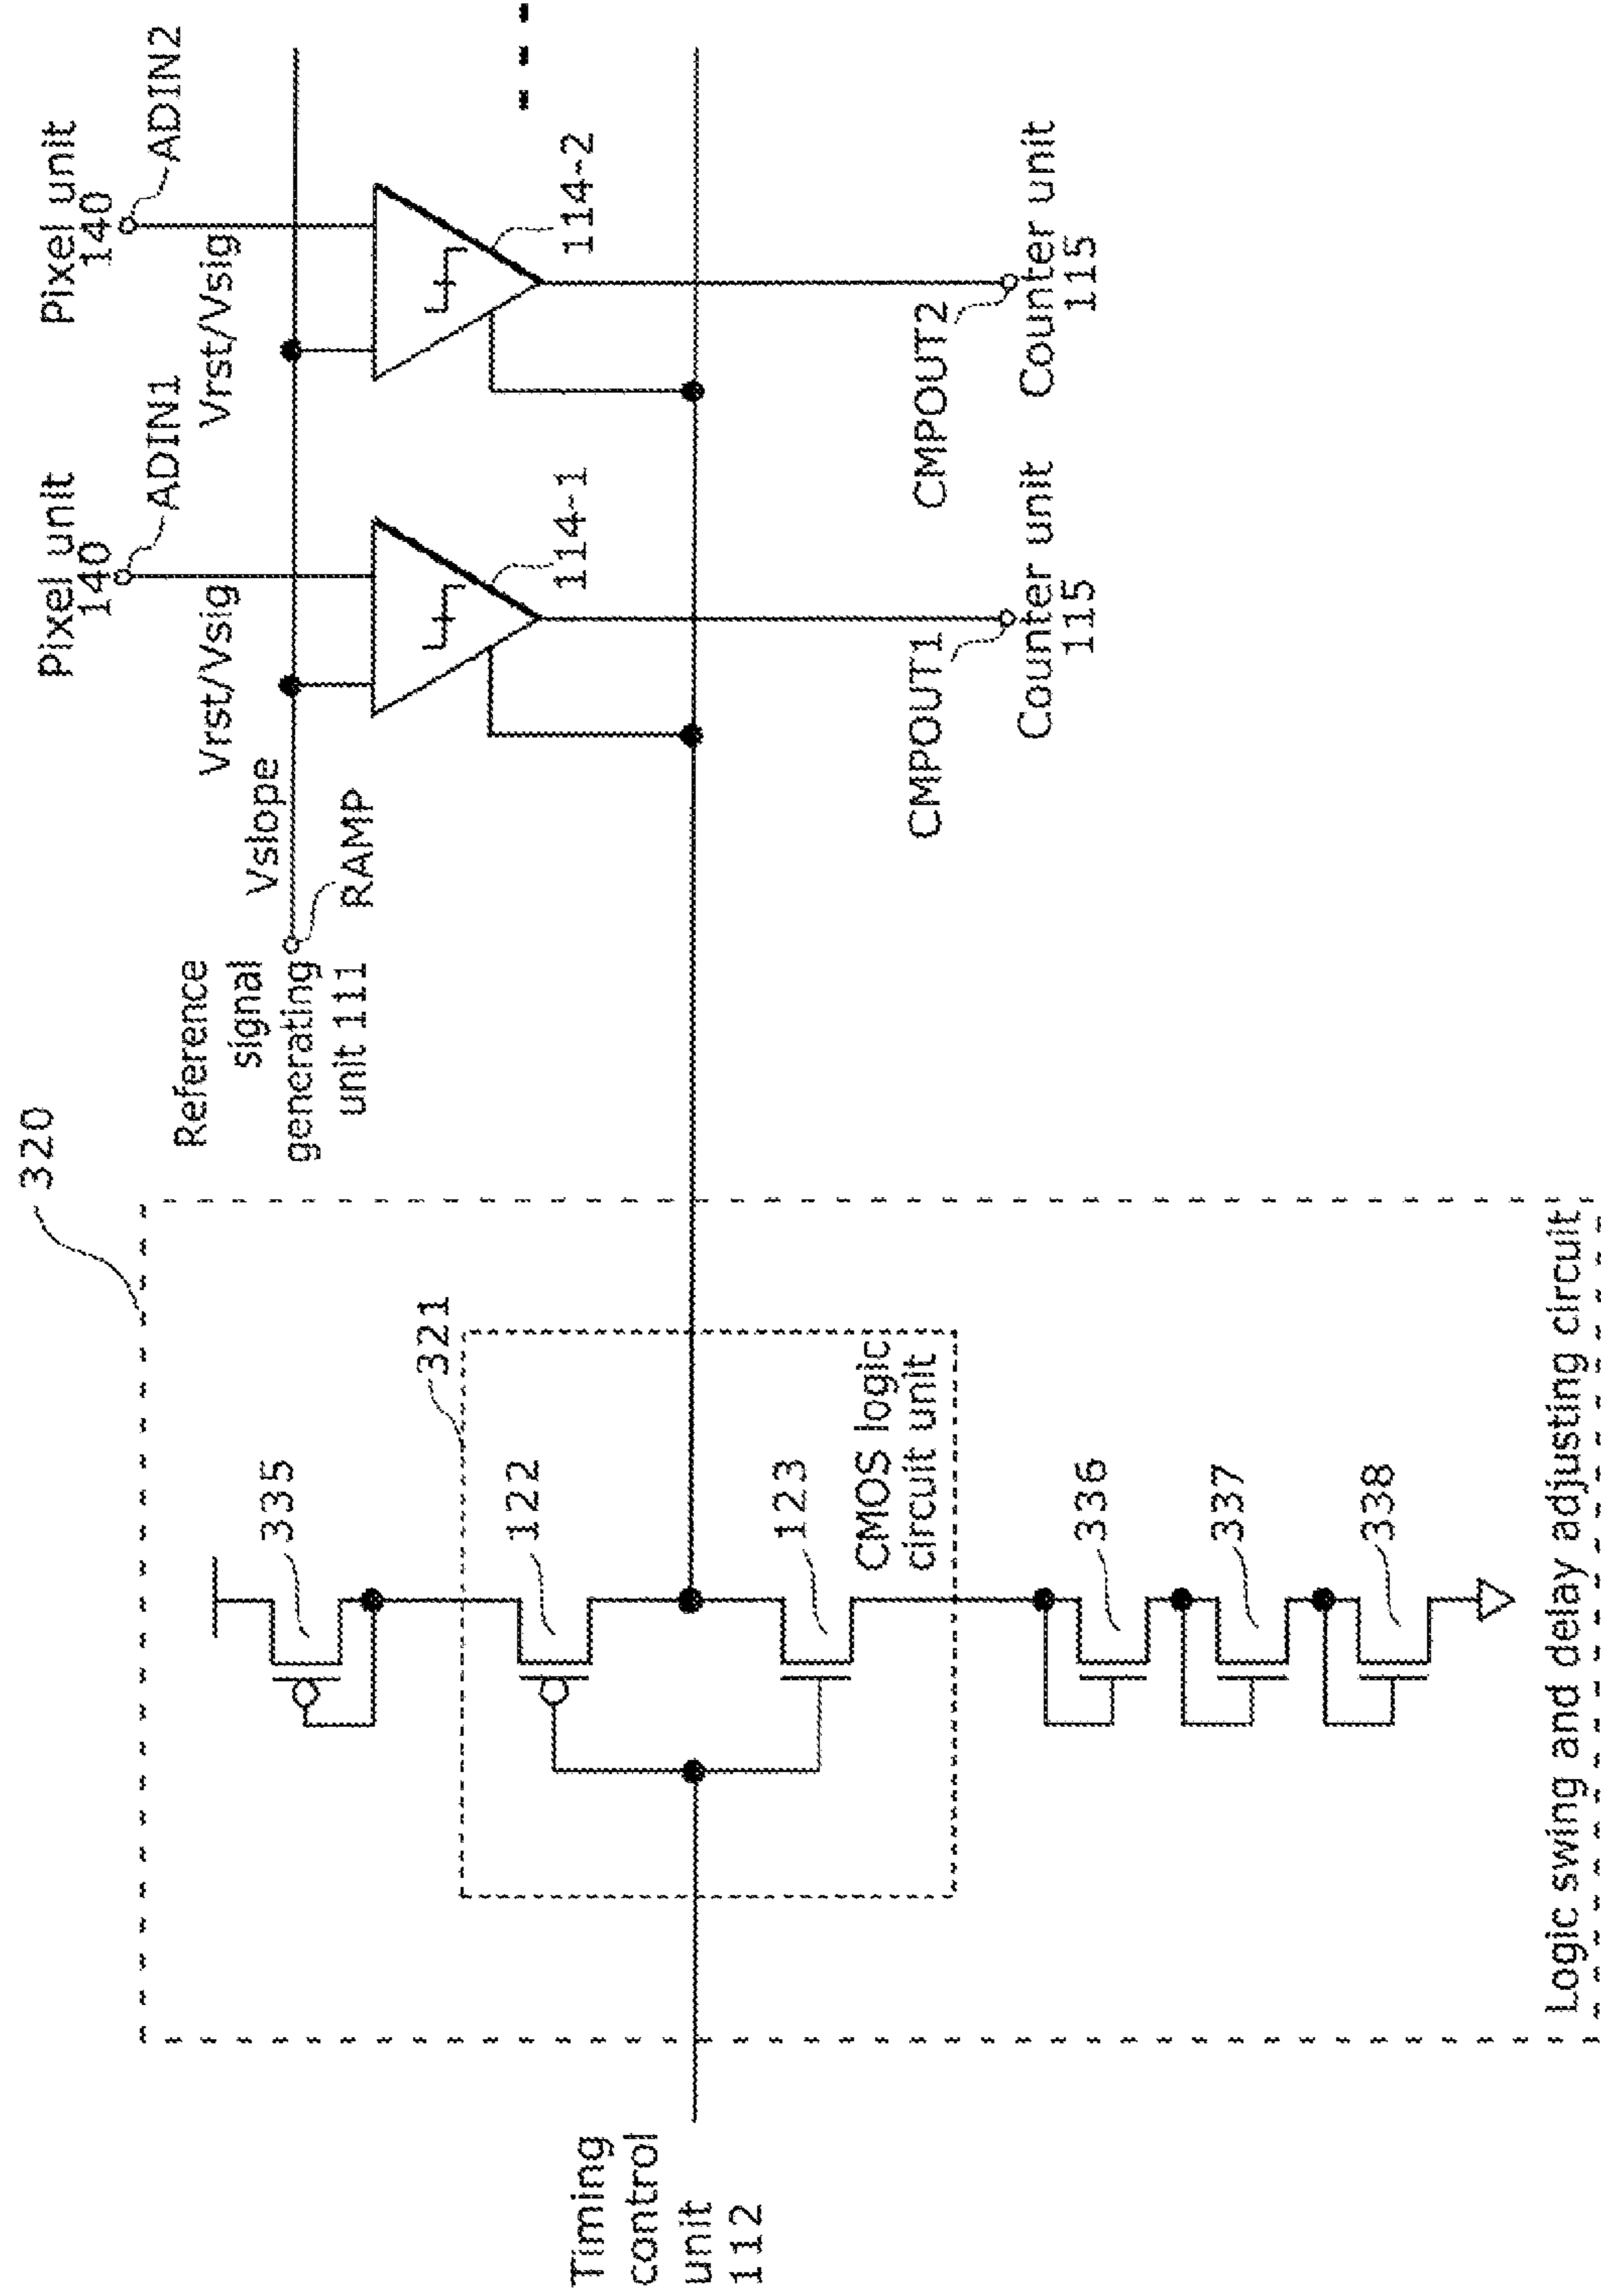 320
Pixel unit
140
ADIN1
Pixel unit
140
ADIN2
Vrst/Vsig
Vrst/Vsig
Reference
signal
generating
unit 111
Vslope
RAMP
114-1
114-2
335
321
122
123
CMOS logic
circuit unit
336
337
338
Timing
control
unit
112
CMPOUT1
Counter unit
115
CMPOUT2
Counter unit
115
Logic swing and delay adjusting circuit